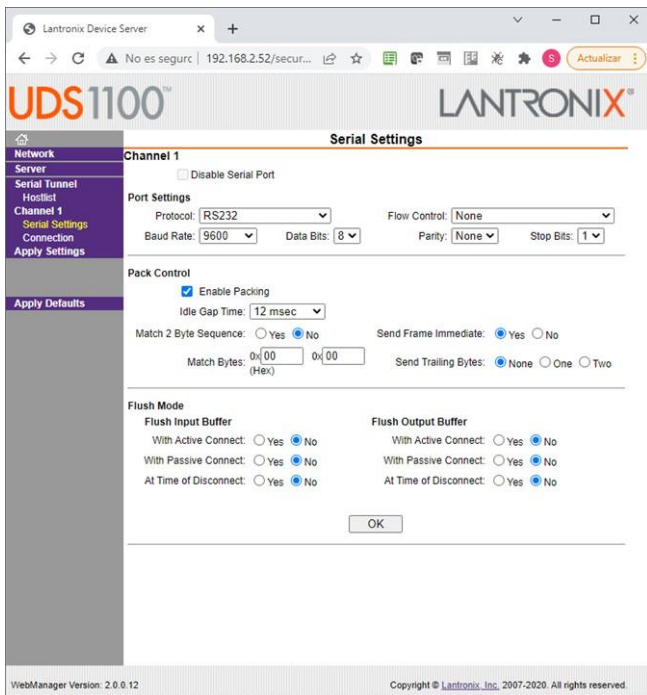 Lantronix Device Server
No es segurc 192.168.2.52/secur... S Actualizar
UDS1100™ LANTRONIX®
Serial Settings
Network
Server
Serial Tunnel
Hostlist
Channel 1
Serial Settings
Connection
Apply Settings
Apply Defaults
Channel 1
Disable Serial Port
Port Settings
Protocol: RS232 Flow Control: None
Baud Rate: 9600 Data Bits: 8 Parity: None Stop Bits: 1
Pack Control
Enable Packing
Idle Gap Time: 12 msec
Match 2 Byte Sequence: Yes No Send Frame Immediate: Yes No
Match Bytes: 0x 00 0x 00 Send Trailing Bytes: None One Two
(Hex)
Flush Mode
Flush Input Buffer Flush Output Buffer
With Active Connect: Yes No With Active Connect: Yes No
With Passive Connect: Yes No With Passive Connect: Yes No
At Time of Disconnect: Yes No At Time of Disconnect: Yes No
OK
WebManager Version: 2.0.0.12 Copyright © Lantronix, Inc. 2007-2020. All rights reserved.